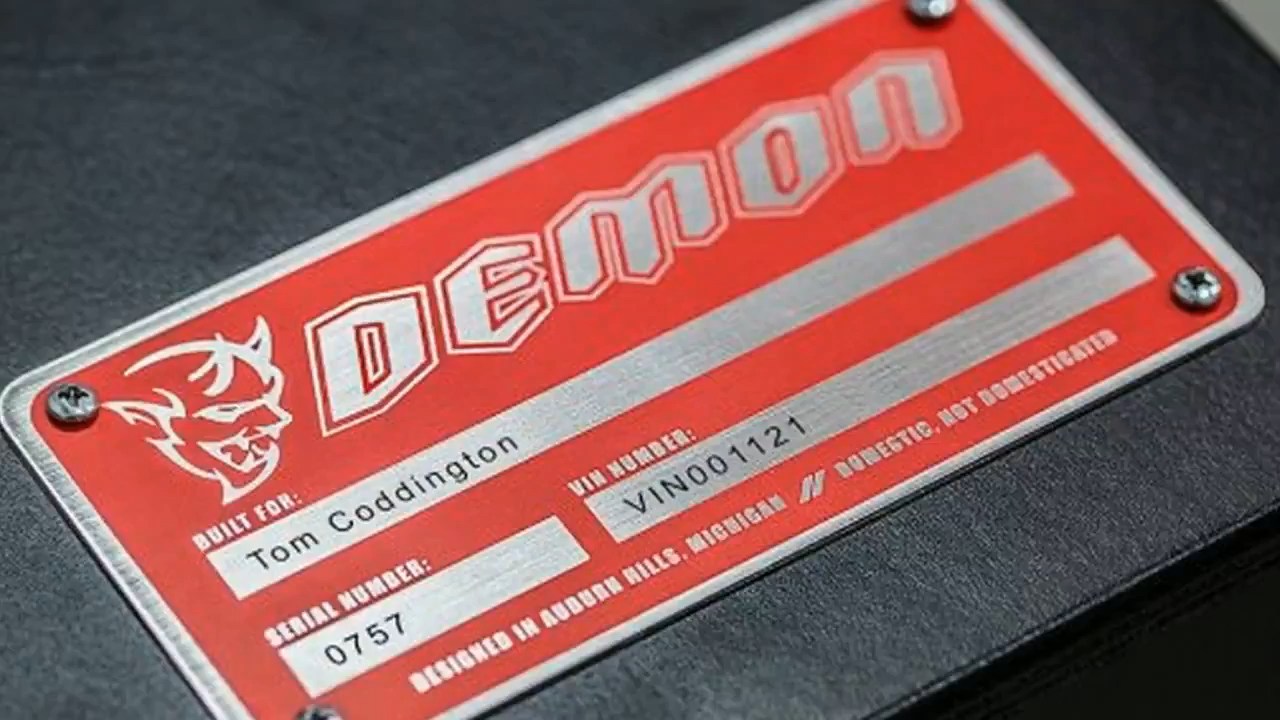 DEMON
BUILT FOR:
Tom Coddington
SERIAL NUMBER:
0757
VIN NUMBER:
VIN001121
DESIGNED IN AUBURN HILLS, MICHIGAN // DOMESTIC, NOT DOMESTICATED